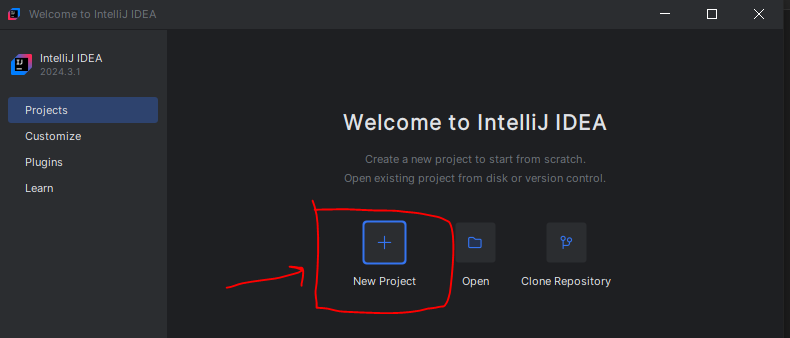 Welcome to IntelliJ IDEA
IntelliJ IDEA
2024.3.1
Projects
Customize
Plugins
Learn
Welcome to IntelliJ IDEA
Create a new project to start from scratch.
Open existing project from disk or version control.
New Project
Open
Clone Repository